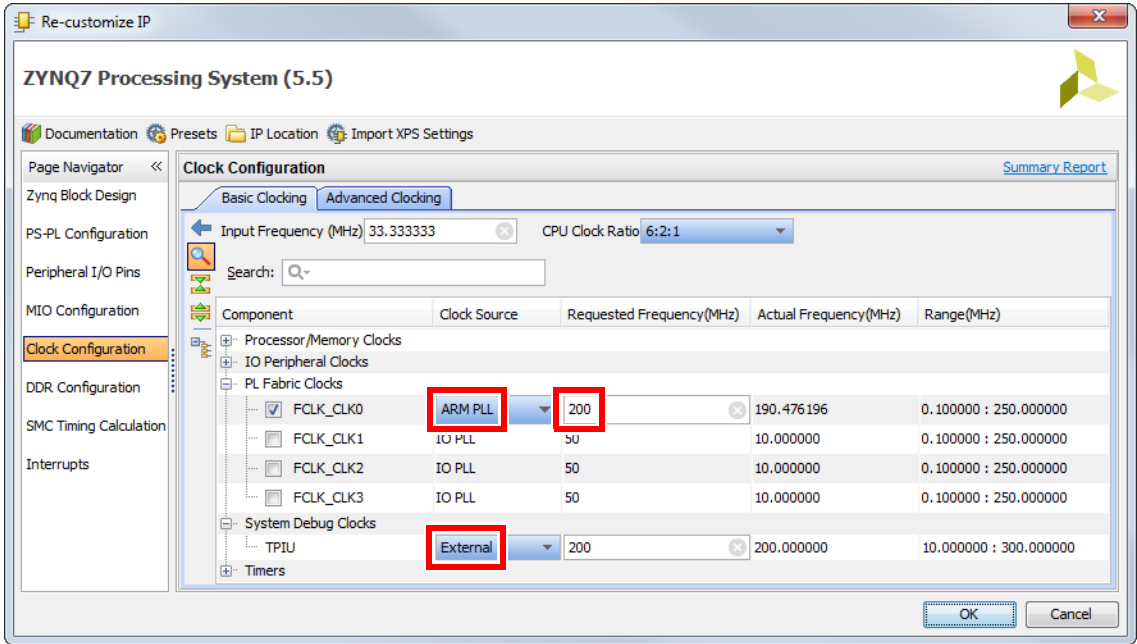 Re-customize IP
ZYNQ7 Processing System (5.5)
Documentation Presets IP Location Import XPS Settings
Page Navigator «
Zynq Block Design
PS-PL Configuration
Peripheral I/O Pins
MIO Configuration
Clock Configuration
DDR Configuration
SMC Timing Calculation
Interrupts
Clock Configuration Summary Report
Basic Clocking Advanced Clocking
Input Frequency (MHz) 33.333333 CPU Clock Ratio 6:2:1
Search:
Component Clock Source Requested Frequency(MHz) Actual Frequency(MHz) Range(MHz)
Processor/Memory Clocks
IO Peripheral Clocks
PL Fabric Clocks
FCLK_CLK0 ARM PLL 200 190.476196 0.100000 : 250.000000
FCLK_CLK1 IO PLL 50 10.000000 0.100000 : 250.000000
FCLK_CLK2 IO PLL 50 10.000000 0.100000 : 250.000000
FCLK_CLK3 IO PLL 50 10.000000 0.100000 : 250.000000
System Debug Clocks
TPIU External 200 200.000000 10.000000 : 300.000000
Timers
OK Cancel